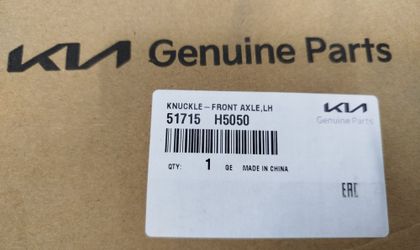 KIA Genuine Parts
KNUCKLE-FRONT AXLE,LH
51715 H5050
KIA
Genuine Parts
QTY: 1 GE MADE IN CHINA
EAC